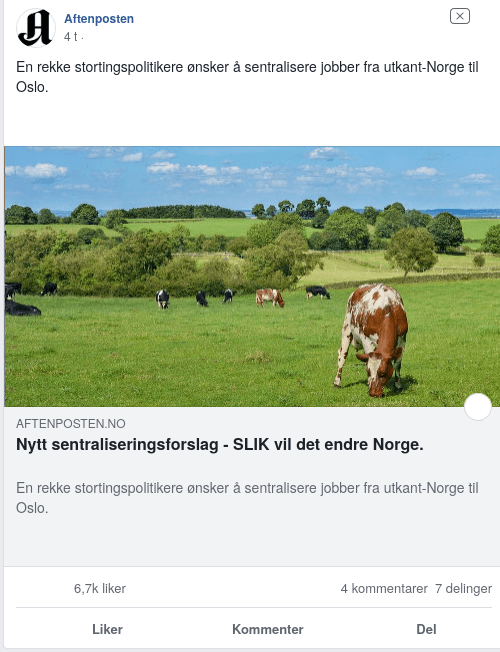 Aftenposten
4 t ·
En rekke stortingspolitikere ønsker å sentralisere jobber fra utkant-Norge til
Oslo.
AFTENPOSTEN.NO
Nytt sentraliseringsforslag - SLIK vil det endre Norge.
En rekke stortingspolitikere ønsker å sentralisere jobber fra utkant-Norge til
Oslo.
6,7k liker 4 kommentarer 7 delinger
Liker Kommenter Del